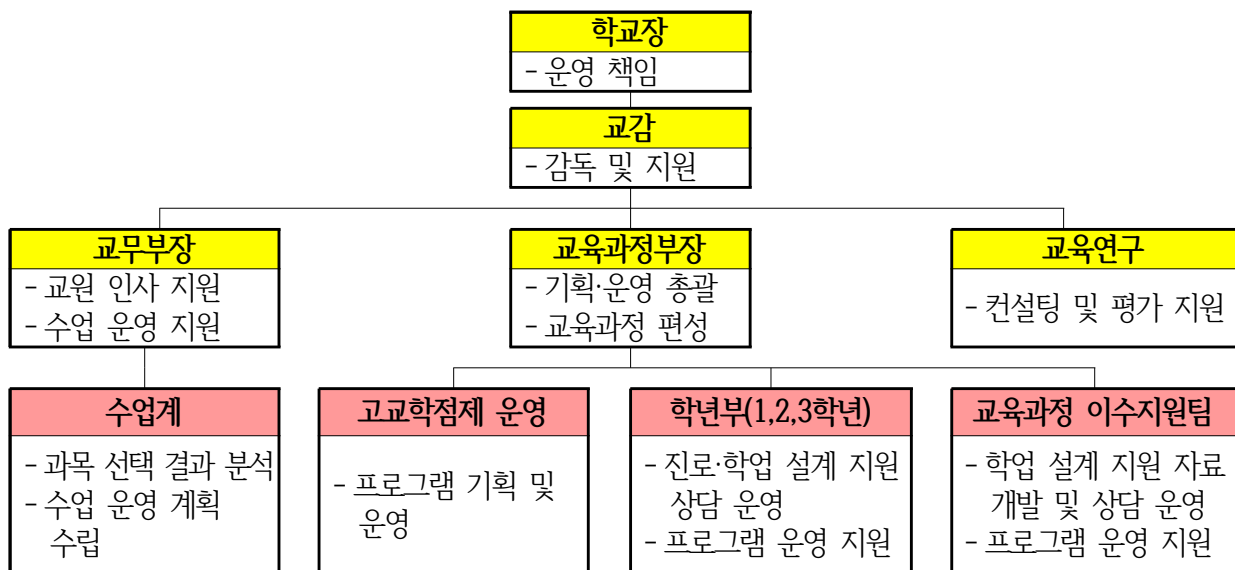 학교장
- 운영 책임
교감
- 감독 및 지원
교무부장
- 교원 인사 지원
- 수업 운영 지원
교육과정부장
- 기획·운영 총괄
- 교육과정 편성
교육연구
- 컨설팅 및 평가 지원
수업계
- 과목 선택 결과 분석
- 수업 운영 계획
수립
고교학점제 운영
- 프로그램 기획 및
운영
학년부(1,2,3학년)
- 진로·학업 설계 지원
상담 운영
- 프로그램 운영 지원
교육과정 이수지원팀
- 학업 설계 지원 자료
개발 및 상담 운영
- 프로그램 운영 지원